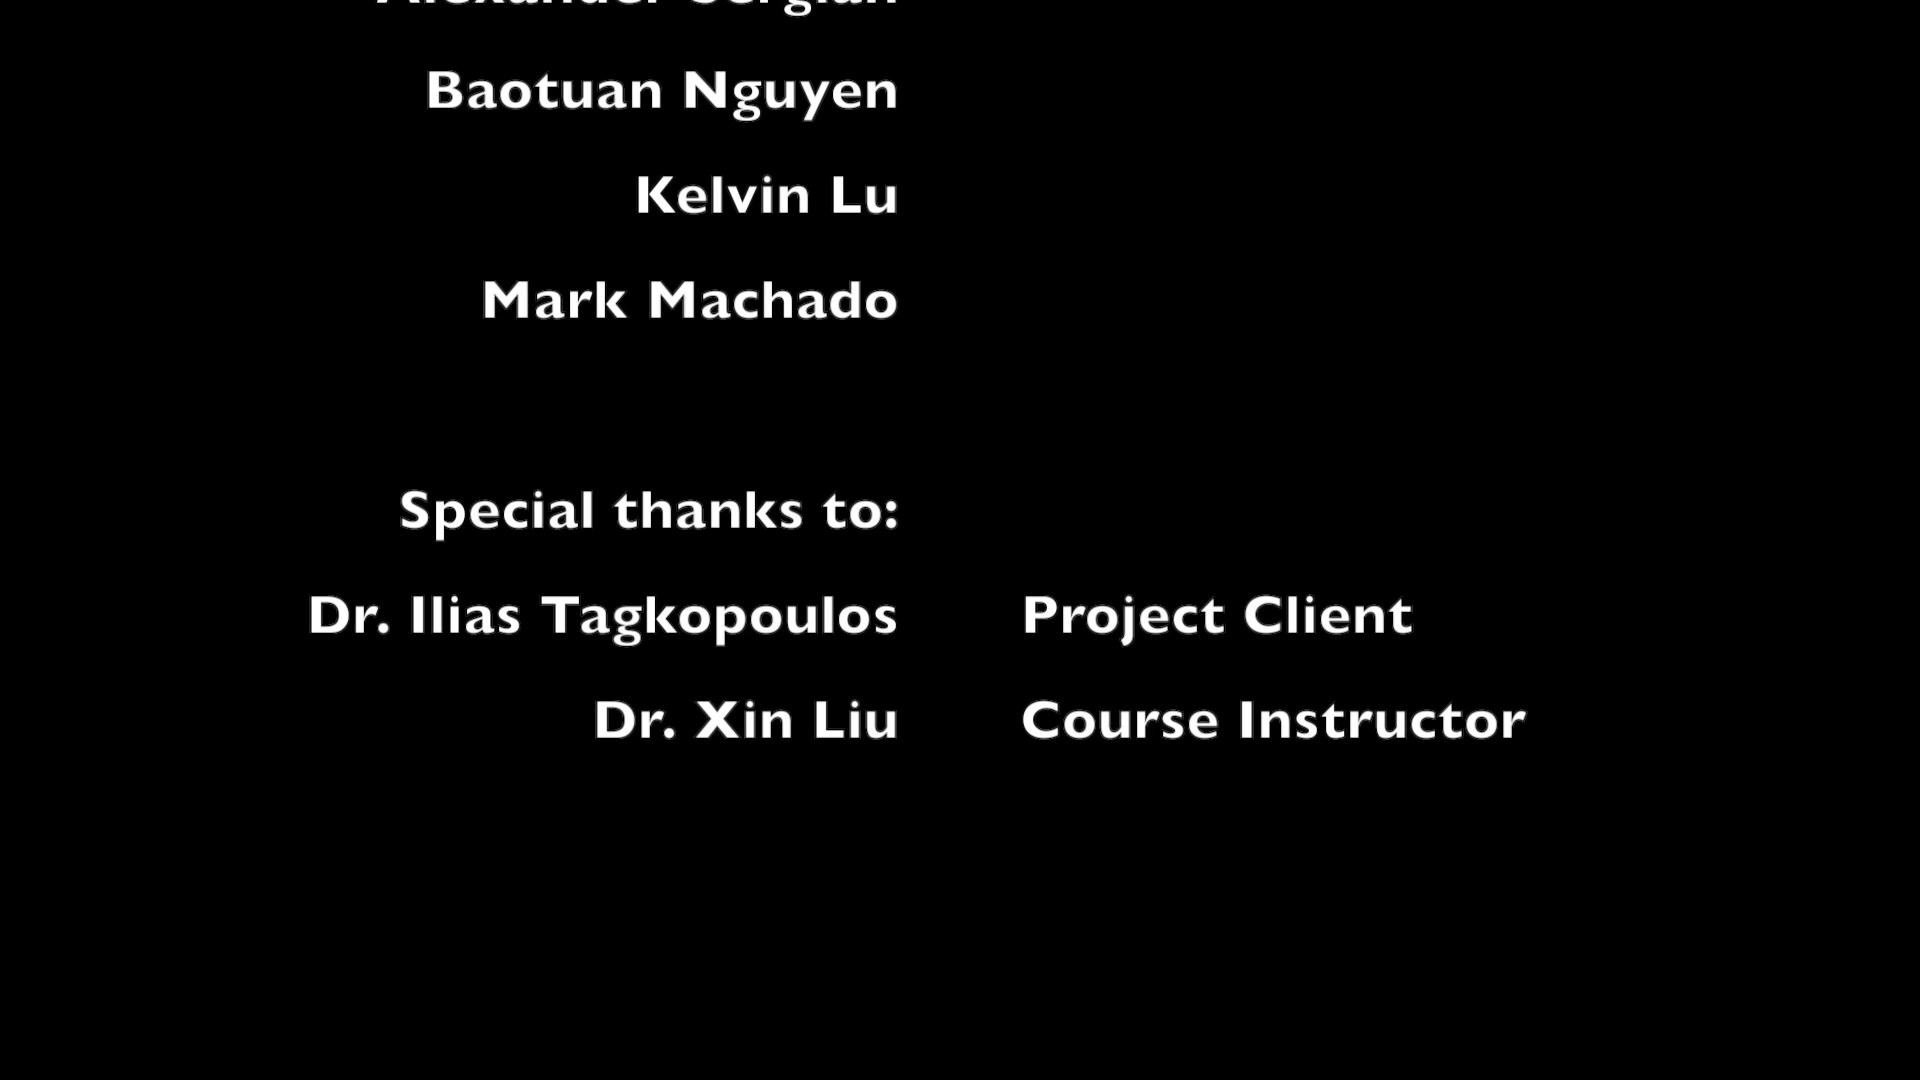 Baotuan Nguyen
Kelvin Lu
Mark Machado
Special thanks to:
Dr. Ilias Tagkopoulos Project Client
Dr. Xin Liu Course Instructor